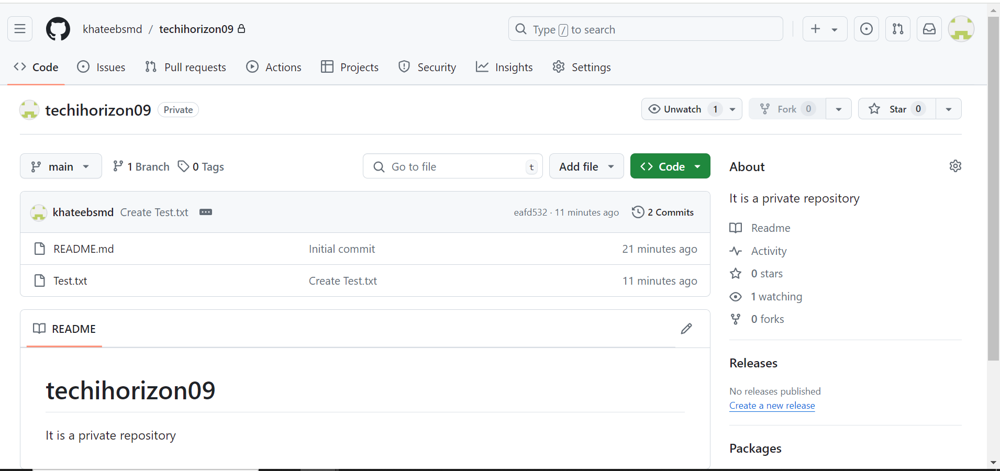 khateebsmd / techihorizon09
Type / to search
Code Issues Pull requests Actions Projects Security Insights Settings
techihorizon09 Private
Unwatch 1 Fork 0 Star 0
main 1 Branch 0 Tags
Go to file t Add file Code
khateebsmd Create Test.txt eafd532 · 11 minutes ago 2 Commits
README.md Initial commit 21 minutes ago
Test.txt Create Test.txt 11 minutes ago
README
techihorizon09
It is a private repository
About
It is a private repository
Readme
Activity
0 stars
1 watching
0 forks
Releases
No releases published
Create a new release
Packages